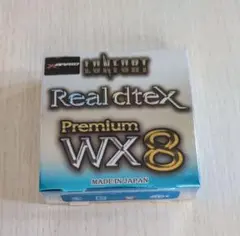 Real dteX
Premium
WX8
MADE IN JAPAN